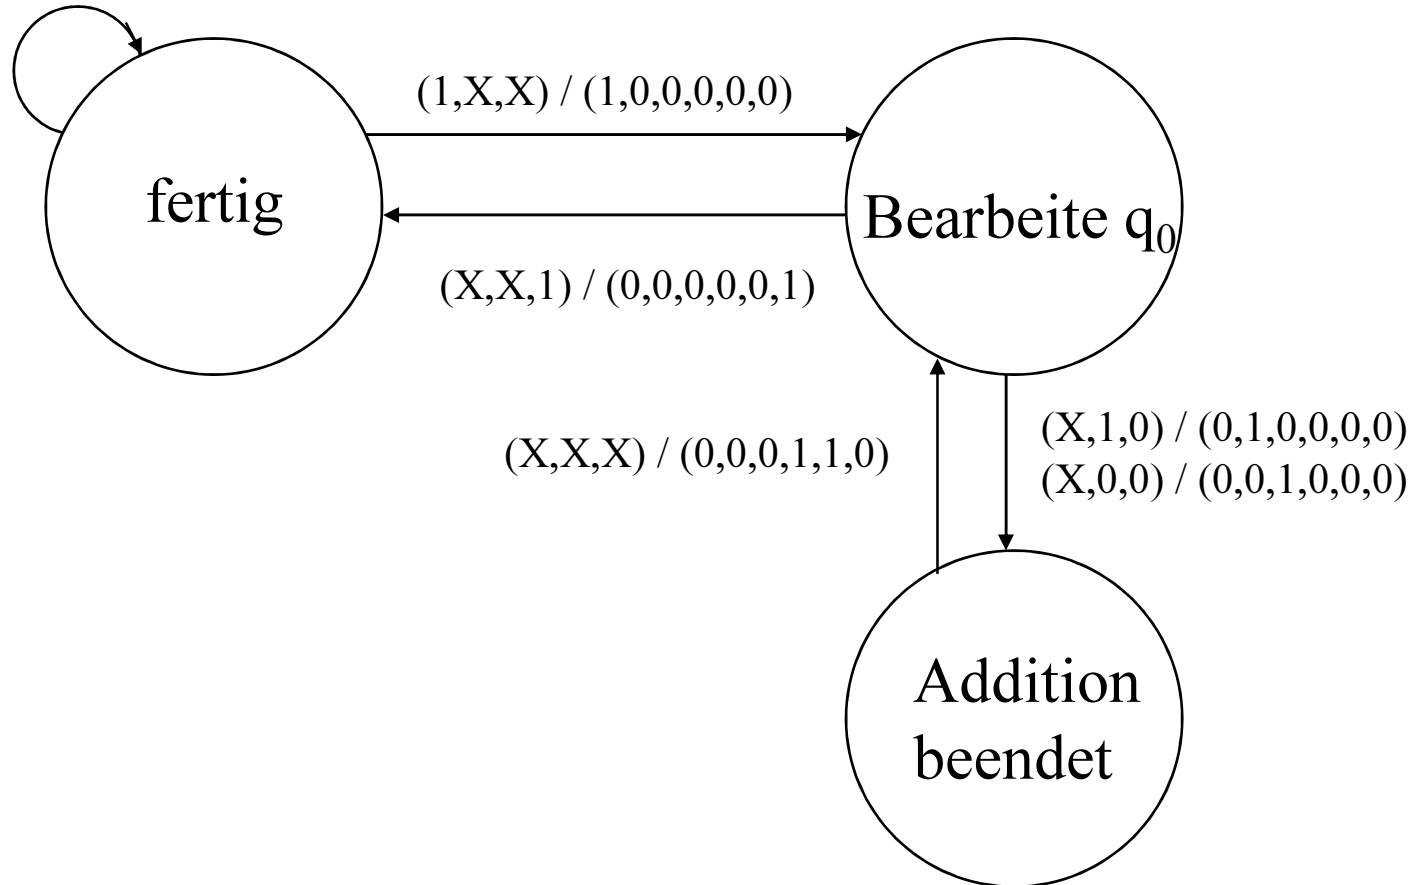 (1,X,X) / (1,0,0,0,0,0)
fertig
Bearbeite q₀
(X,X,1) / (0,0,0,0,0,1)
(X,1,0) / (0,1,0,0,0,0)
(X,X,X) / (0,0,0,1,1,0)
(X,0,0) / (0,0,1,0,0,0)
Addition
beendet